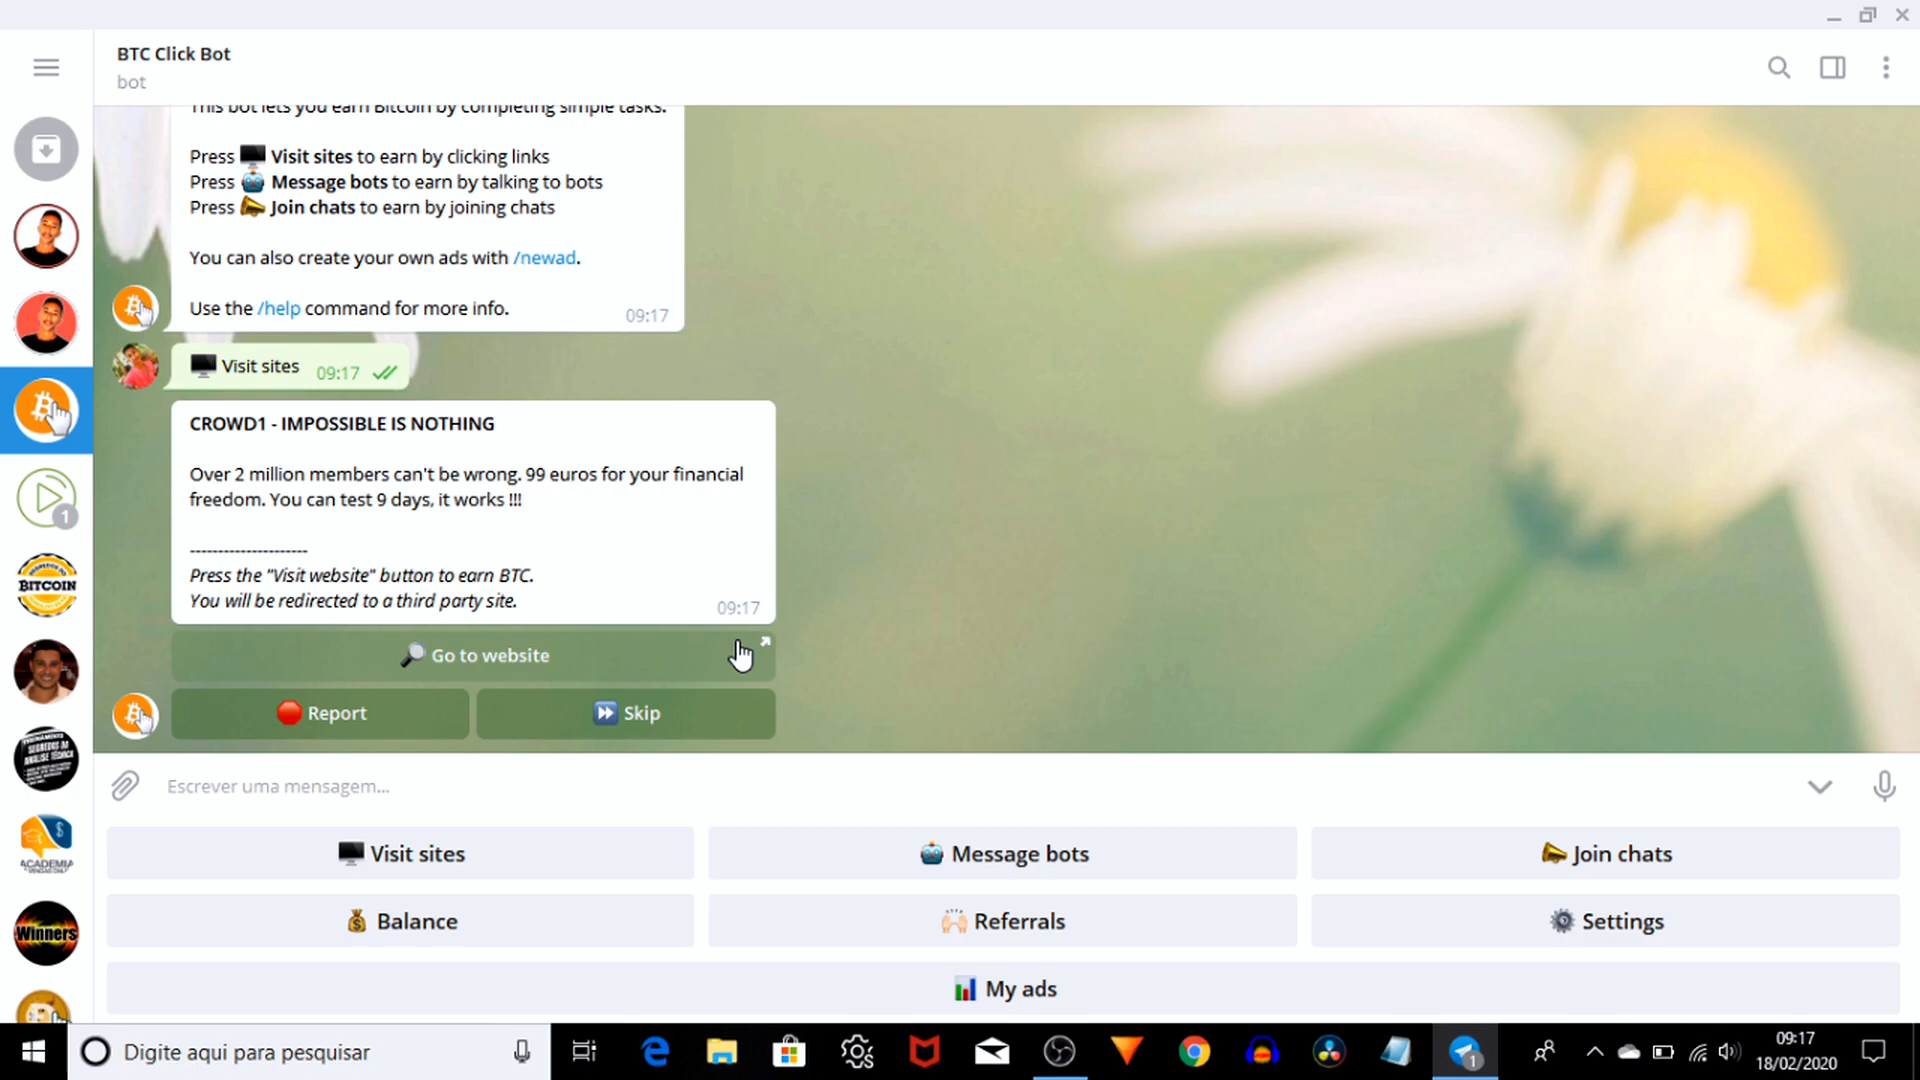 BTC Click Bot
bot
This bot lets you earn Bitcoin by completing simple tasks.
Press Visit sites to earn by clicking links
Press Message bots to earn by talking to bots
Press Join chats to earn by joining chats
You can also create your own ads with /newad.
Use the /help command for more info.
09:17
Visit sites 09:17
CROWD1 - IMPOSSIBLE IS NOTHING
Over 2 million members can't be wrong. 99 euros for your financial
freedom. You can test 9 days, it works !!!
---------------------
Press the "Visit website" button to earn BTC.
You will be redirected to a third party site.
09:17
Go to website
Report
Skip
1
BITCOIN
ACADEMIA
Winners
Escrever uma mensagem...
Visit sites
Message bots
Join chats
Balance
Referrals
Settings
My ads
Digite aqui para pesquisar
1
09:17
18/02/2020